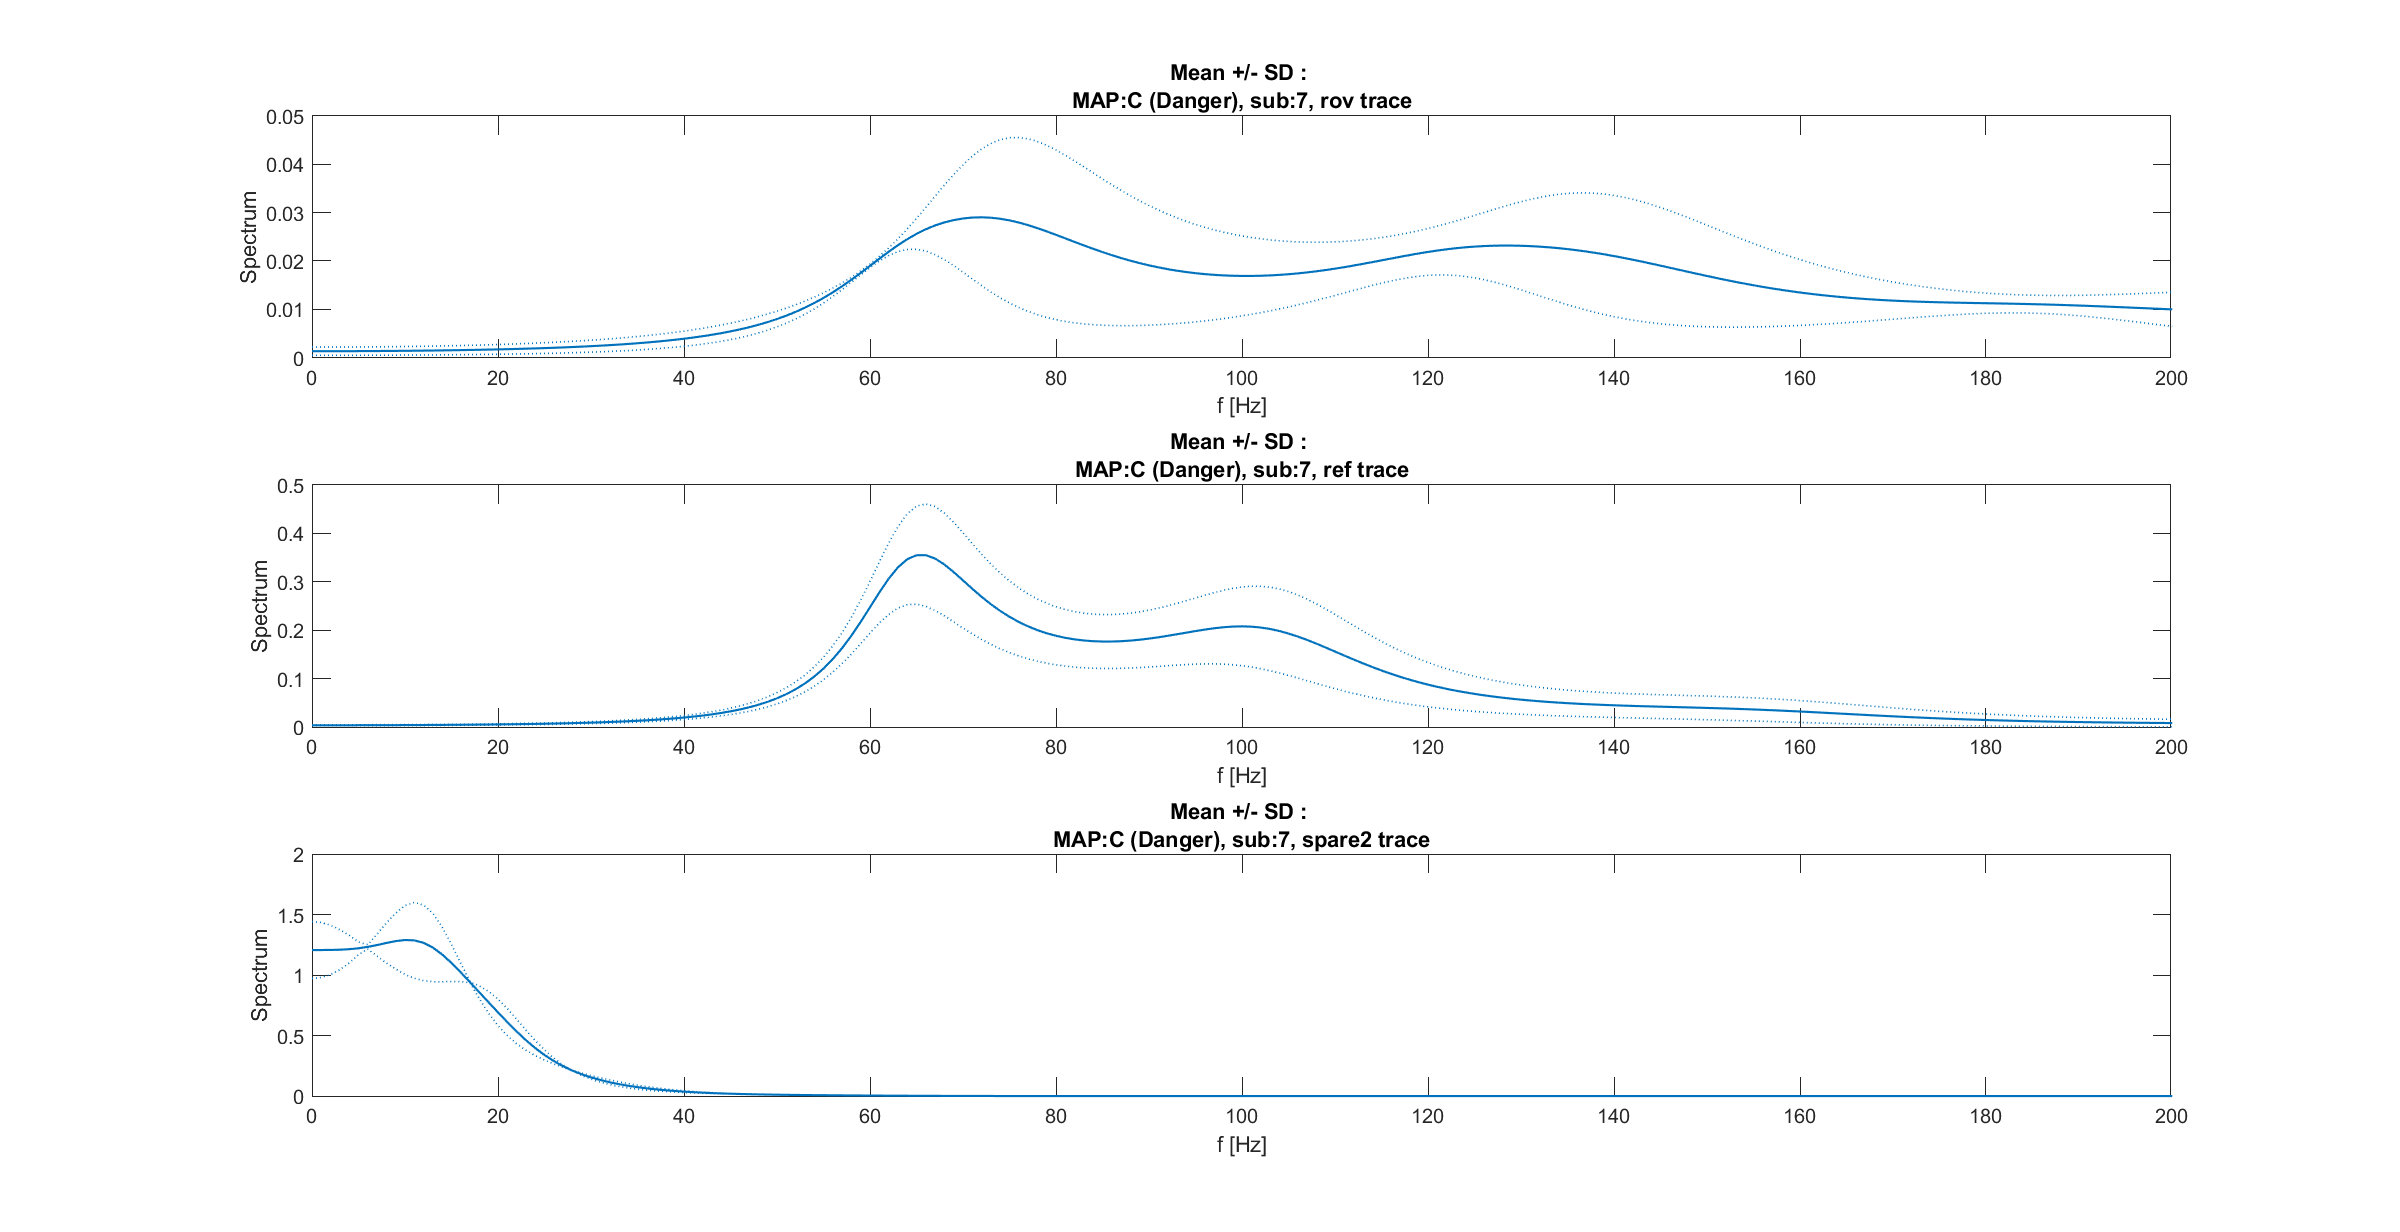 Mean +/- SD :
MAP:C (Danger), sub:7, rov trace
0.05
0.04
0.03
0.02
0.01
0
Spectrum
0 20 40 60 80 100 120 140 160 180 200
f [Hz]
Mean +/- SD :
MAP:C (Danger), sub:7, ref trace
0.5
0.4
0.3
0.2
0.1
0
Spectrum
0 20 40 60 80 100 120 140 160 180 200
f [Hz]
Mean +/- SD :
MAP:C (Danger), sub:7, spare2 trace
2
1.5
1
0.5
0
Spectrum
0 20 40 60 80 100 120 140 160 180 200
f [Hz]